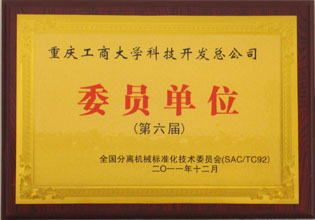 重庆工商大学科技开发总公司
委员单位
(第六届)
全国分离机械标准化技术委员会(SAC/TC92)
二〇一一年十二月